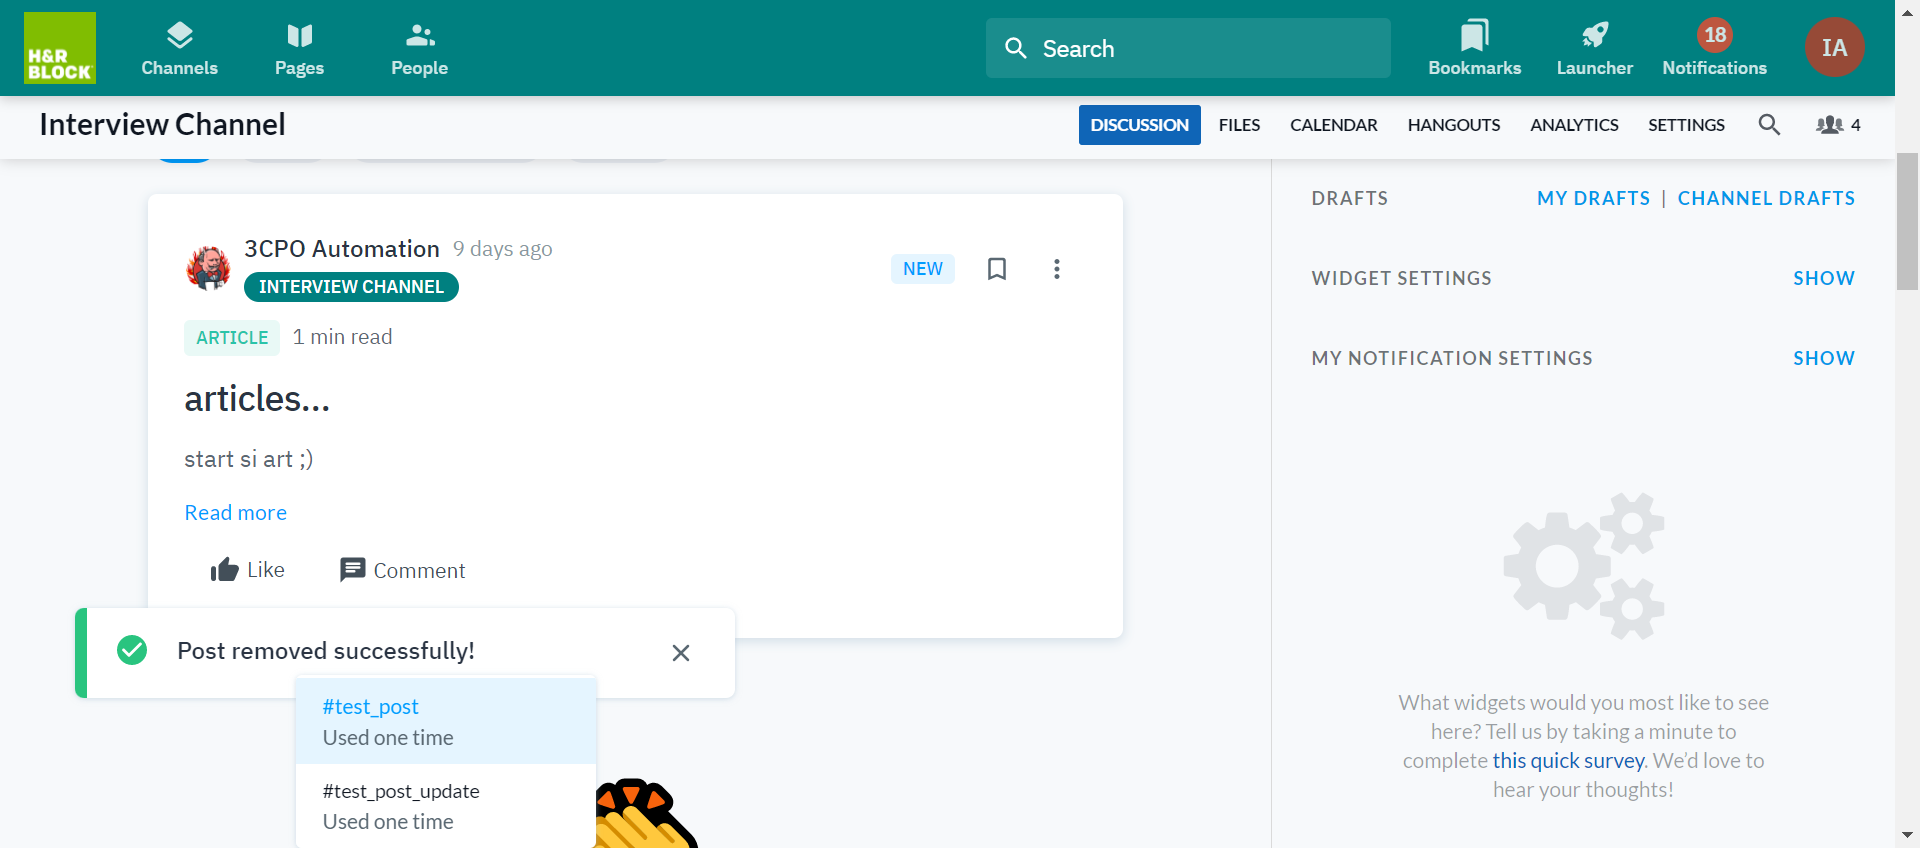 H&R
BLOCK
Channels
Pages
People
Search
Bookmarks
Launcher
18
Notifications
IA
Interview Channel
DISCUSSION
FILES
CALENDAR
HANGOUTS
ANALYTICS
SETTINGS
4
3CPO Automation 9 days ago
INTERVIEW CHANNEL
NEW
ARTICLE 1 min read
articles...
start si art ;)
Read more
Like
Comment
Post removed successfully!
#test_post
Used one time
#test_post_update
Used one time
DRAFTS
MY DRAFTS | CHANNEL DRAFTS
WIDGET SETTINGS
SHOW
MY NOTIFICATION SETTINGS
SHOW
What widgets would you most like to see
here? Tell us by taking a minute to
complete this quick survey. We'd love to
hear your thoughts!